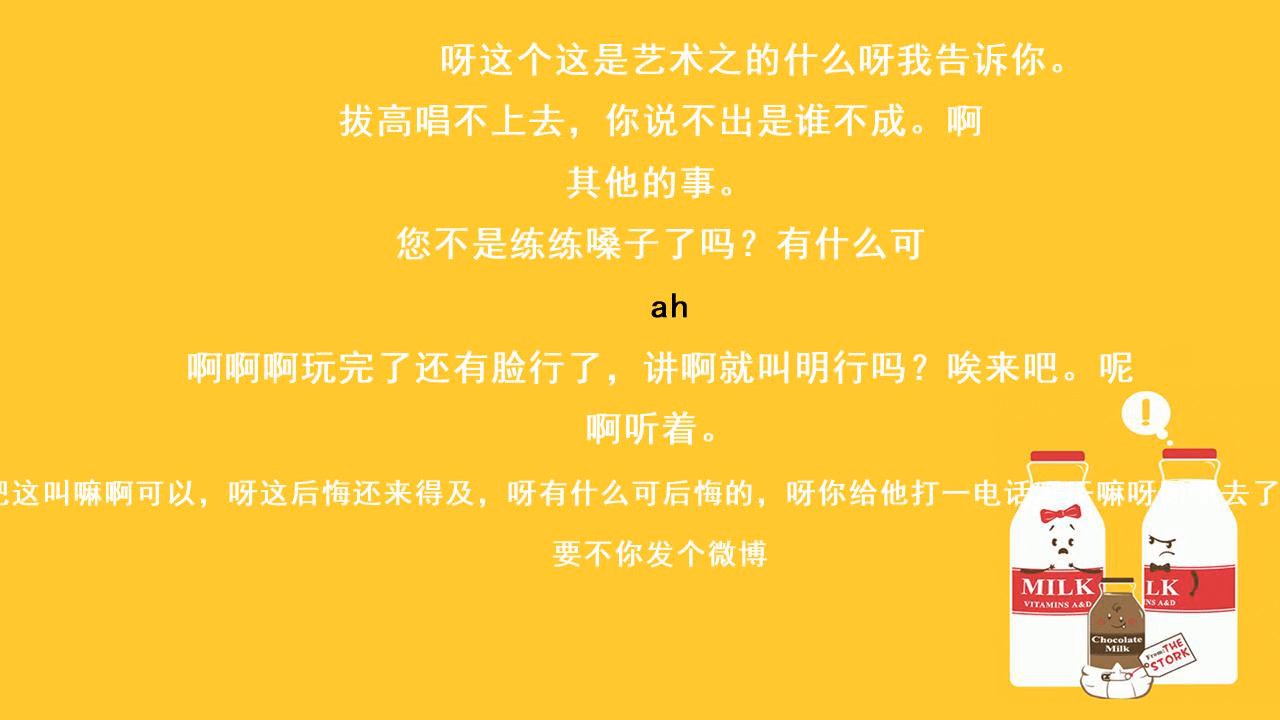 呀这个这是艺术之的什么呀我告诉你。
拔高唱不上去，你说不出是谁不成。啊
其他的事。
您不是练练嗓子了吗？有什么可
ah
啊啊啊玩完了还有脸行了，讲啊就叫明行吗？唉来吧。呢
啊听着。
这叫嘛啊可以，呀这后悔还来得及，呀有什么可后悔的，呀你给他打一电话嘛呀去了
要不你发个微博
!
MILK
VITAMINS A&D
LK
NS A&D
Chocolate
Milk
From: THE
STORK